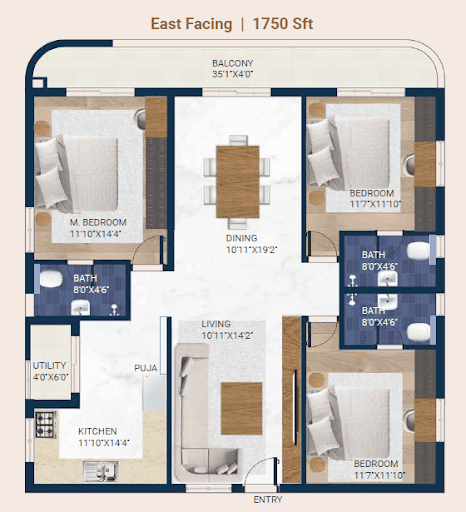 East Facing | 1750 Sft
BALCONY
35'1"X4'0"
M. BEDROOM
11'10"X14'4"
BEDROOM
11'7"X11'10"
DINING
10'11"X19'2"
BATH
8'0"X4'6"
BATH
8'0"X4'6"
BATH
8'0"X4'6"
LIVING
10'11"X14'2"
UTILITY
4'0"X6'0"
PUJA
KITCHEN
11'10"X14'4"
BEDROOM
11'7"X11'10"
ENTRY